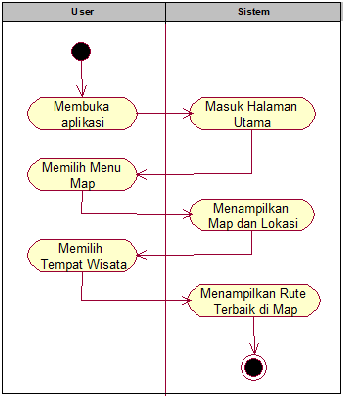 User
Sistem
Membuka
aplikasi
Masuk Halaman
Utama
Memilih Menu
Map
Menampilkan
Map dan Lokasi
Memilih
Tempat Wisata
Menampilkan Rute
Terbaik di Map